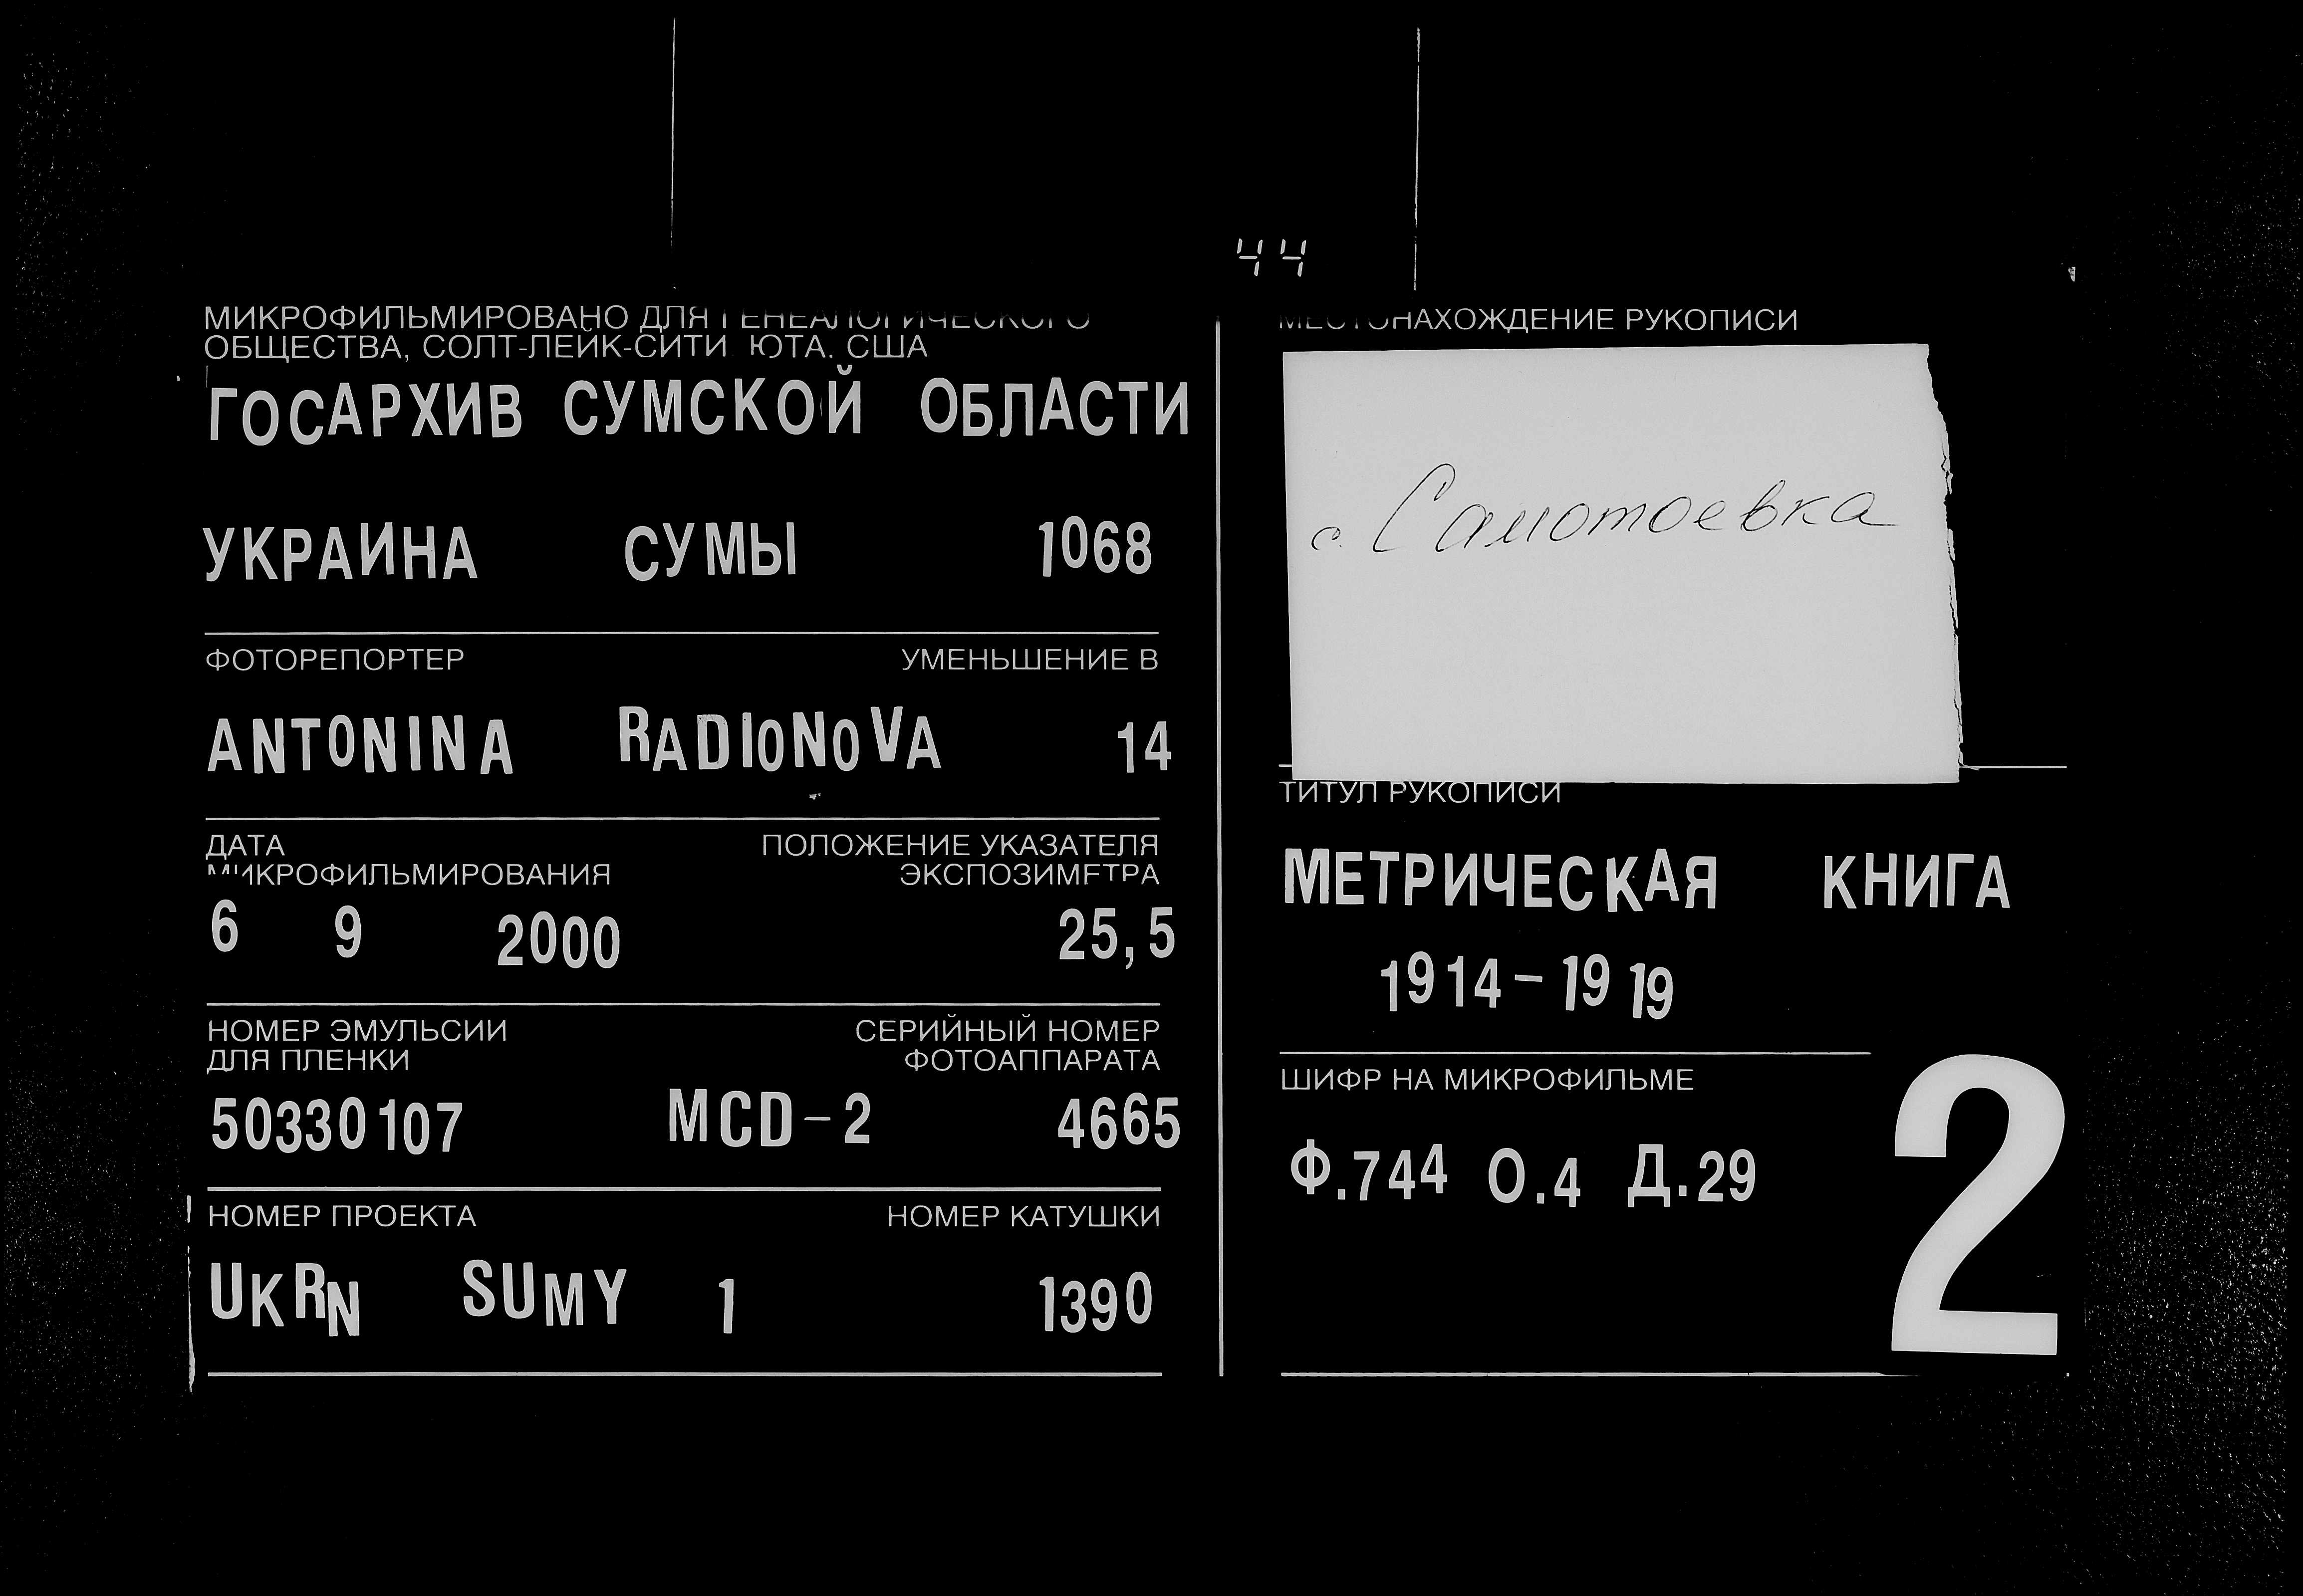 44
МИКРОФИЛЬМИРОВАНО ДЛЯ ГЕНЕАЛОГИЧЕСКОГО
ОБЩЕСТВА, СОЛТ-ЛЕЙК-СИТИ, ЮТА, США
ГОСАРХИВ СУМСКОЙ ОБЛАСТИ
УКРАИНА СУМЫ 1068
ФОТОРЕПОРТЕР УМЕНЬШЕНИЕ В
ANTONINA RADIONOVA 14
ДАТА ПОЛОЖЕНИЕ УКАЗАТЕЛЯ
МИКРОФИЛЬМИРОВАНИЯ ЭКСПОЗИМЕТРА
6 9 2000 25,5
НОМЕР ЭМУЛЬСИИ СЕРИЙНЫЙ НОМЕР
ДЛЯ ПЛЕНКИ ФОТОАППАРАТА
50330107 MCD-2 4665
НОМЕР ПРОЕКТА НОМЕР КАТУШКИ
UKRN SUMY 1 1390
МЕСТОНАХОЖДЕНИЕ РУКОПИСИ
с. Самотоевка
ТИТУЛ РУКОПИСИ
МЕТРИЧЕСКАЯ КНИГА
1914-1919
ШИФР НА МИКРОФИЛЬМЕ
Ф.744 О.4 Д.29
2